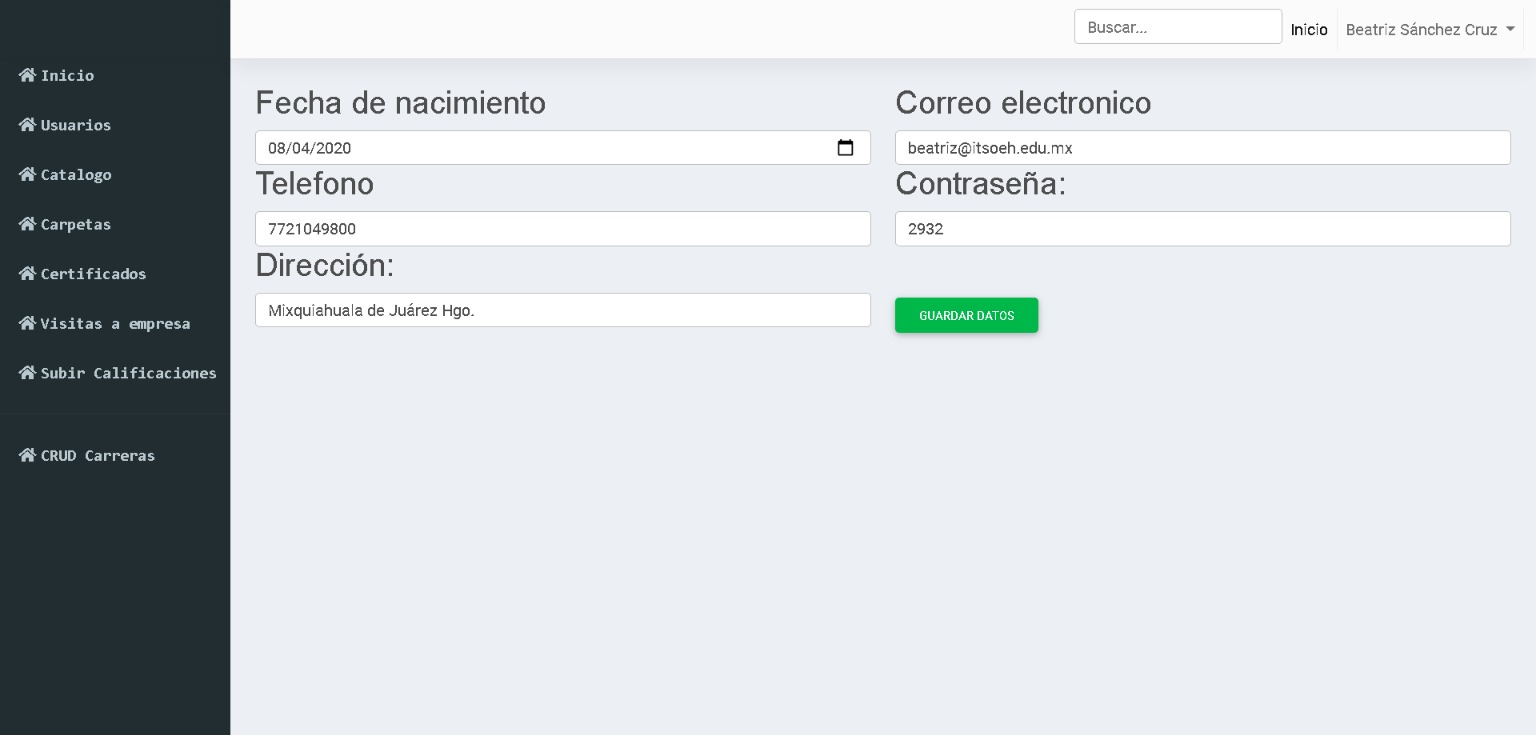 Buscar...
Inicio
Beatriz Sánchez Cruz
Inicio
Usuarios
Catalogo
Carpetas
Certificados
Visitas a empresa
Subir Calificaciones
CRUD Carreras
Fecha de nacimiento
08/04/2020
Correo electronico
beatriz@itsoeh.edu.mx
Telefono
7721049800
Contraseña:
2932
Dirección:
Mixquiahuala de Juárez Hgo.
GUARDAR DATOS